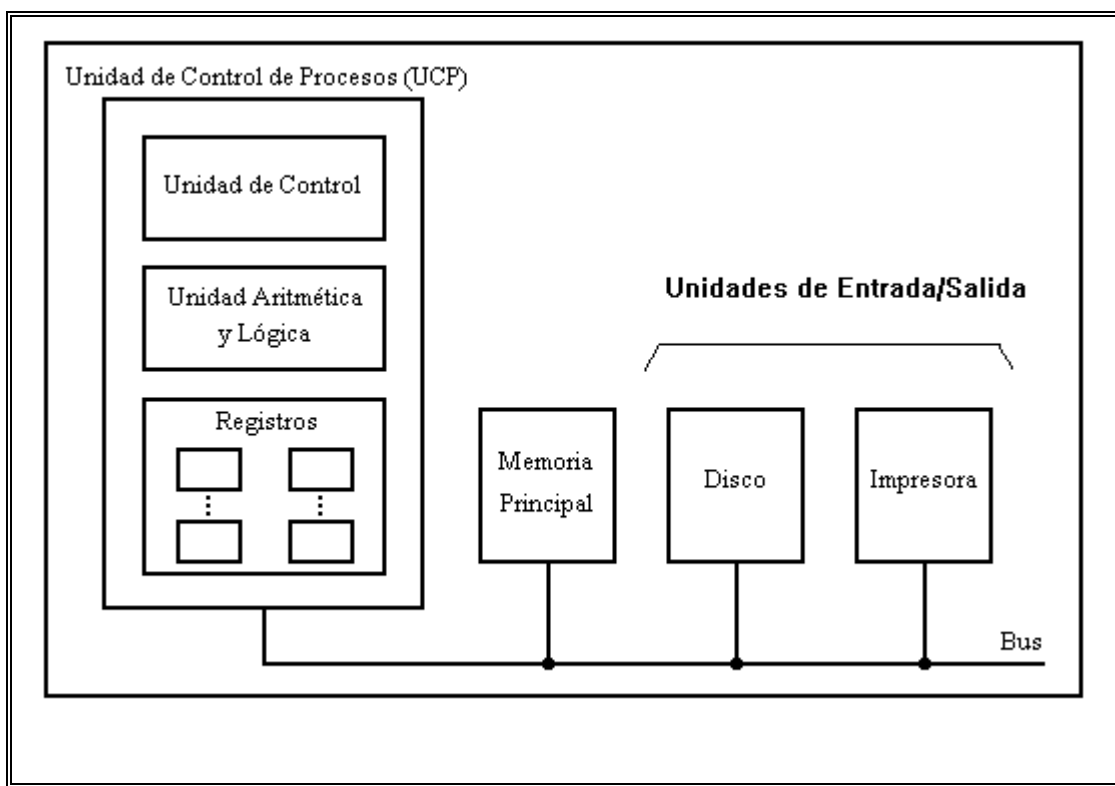 Unidad de Control de Procesos (UCP)
Unidad de Control
Unidad Aritmética
y Lógica
Registros
Unidades de Entrada/Salida
Memoria
Principal
Disco
Impresora
Bus